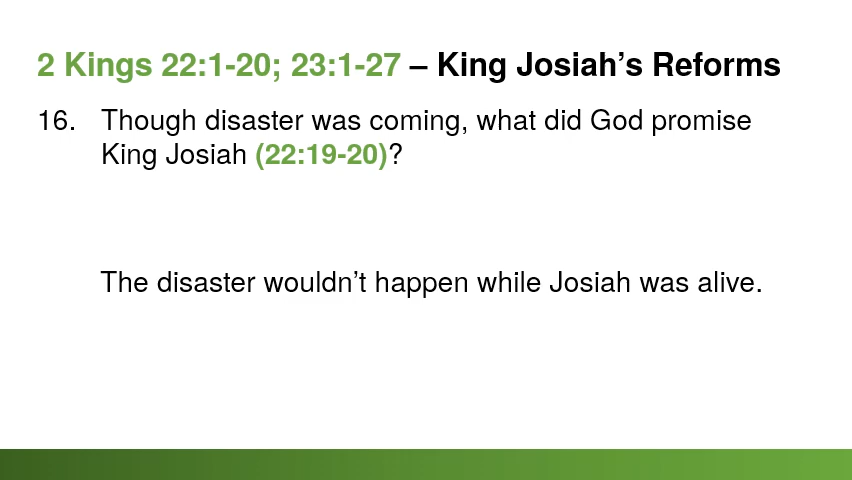 2 Kings 22:1-20; 23:1-27 – King Josiah’s Reforms
16. Though disaster was coming, what did God promise
King Josiah (22:19-20)?
The disaster wouldn’t happen while Josiah was alive.